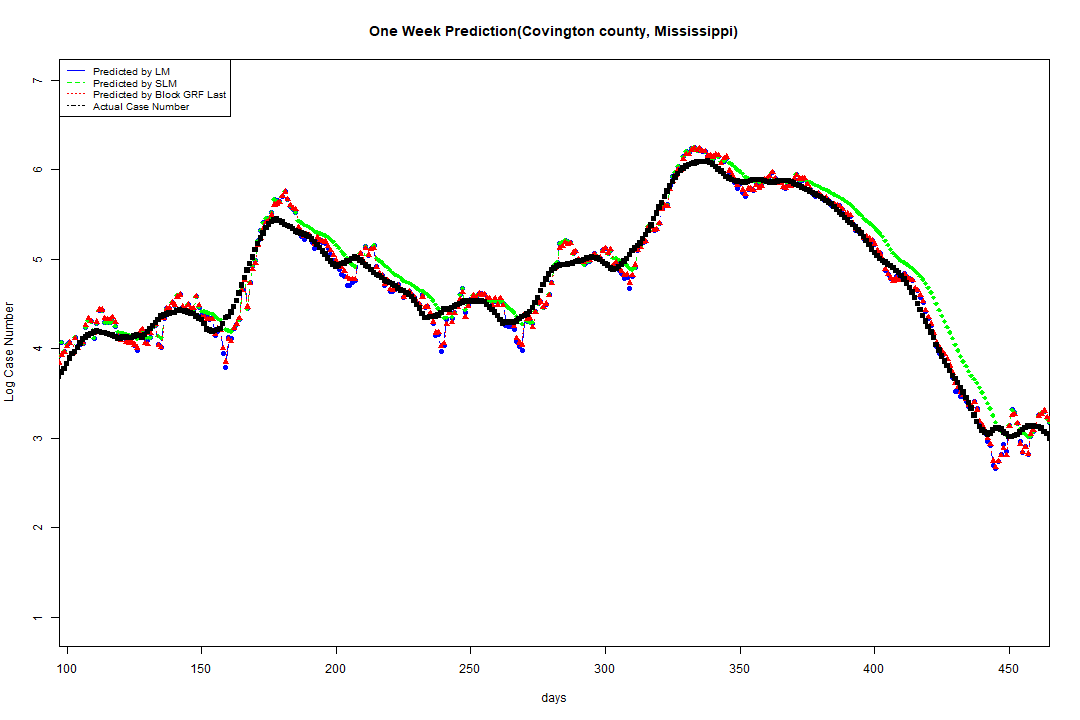 One Week Prediction(Covington county, Mississippi)
Predicted by LM
Predicted by SLM
Predicted by Block GRF Last
Actual Case Number
7
6
5
4
3
2
1
Log Case Number
100 150 200 250 300 350 400 450
days